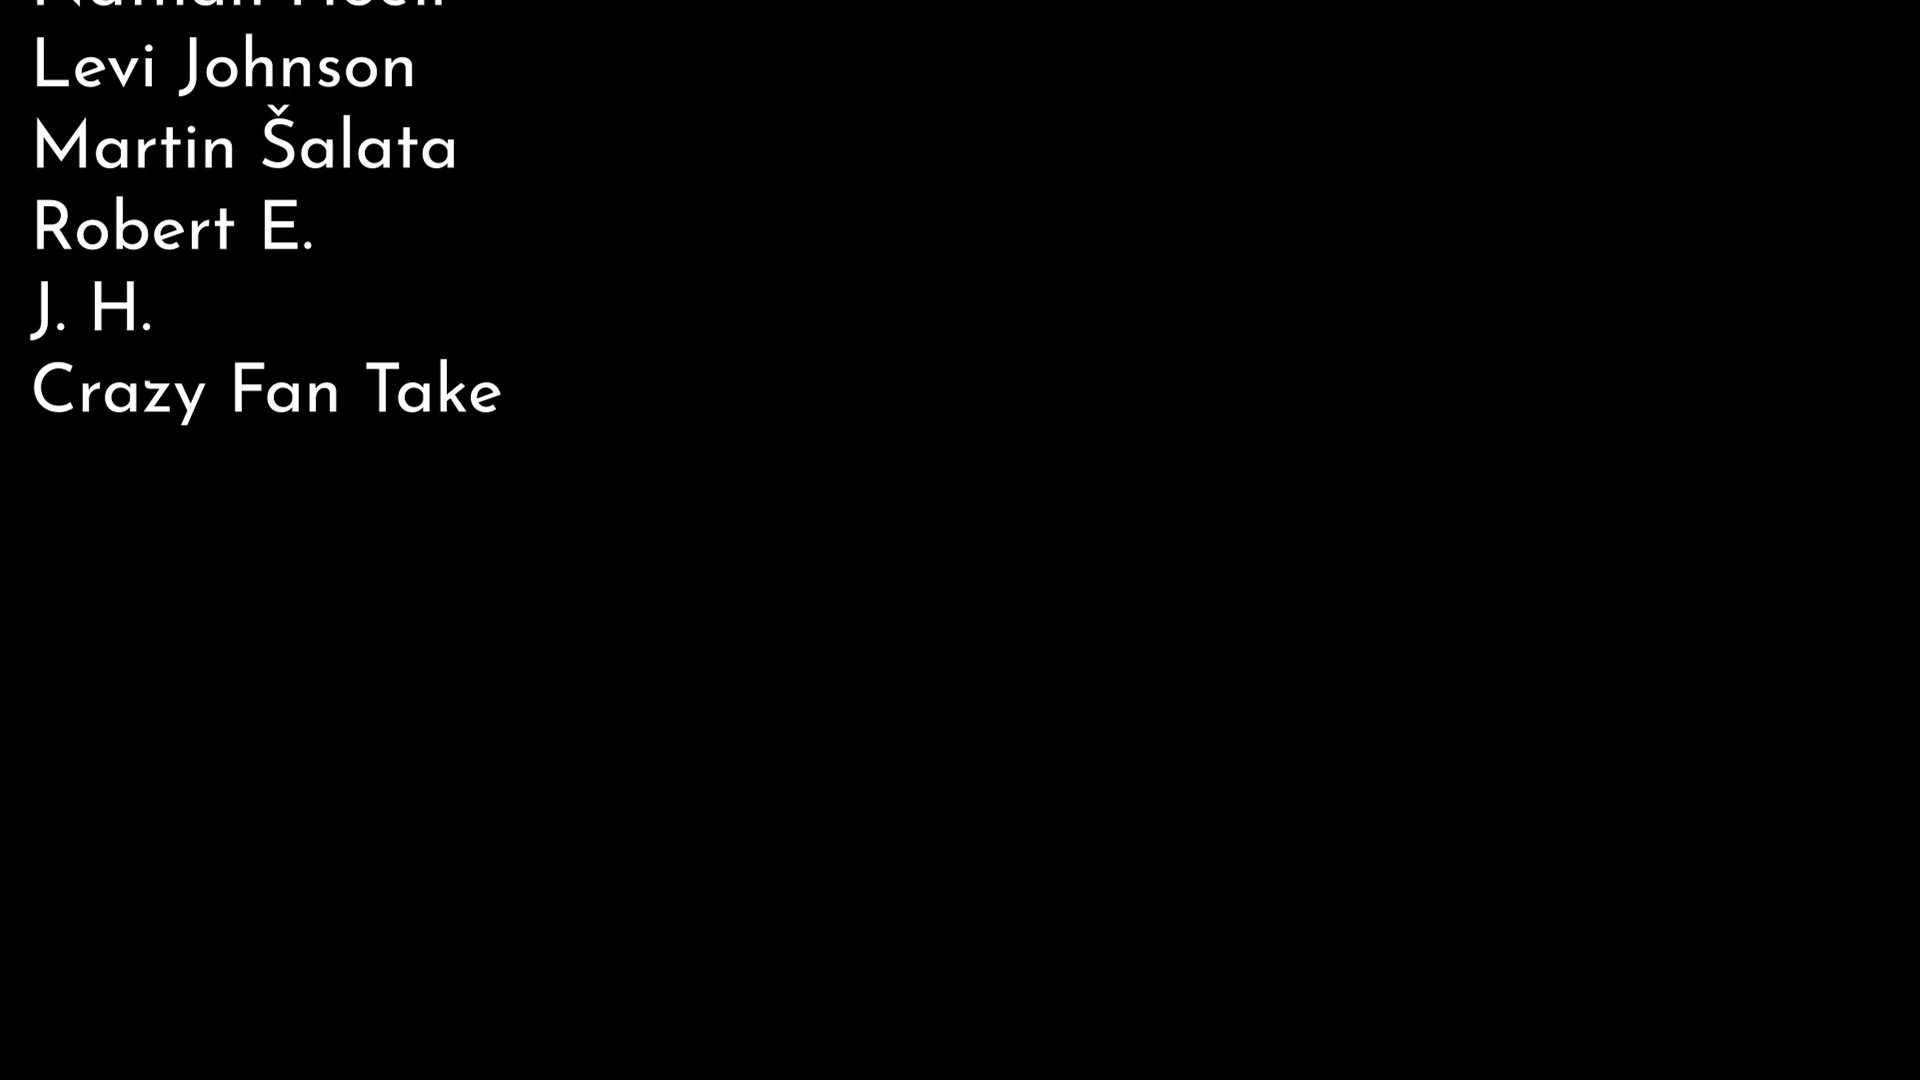 Levi Johnson
Martin Šalata
Robert E.
J. H.
Crazy Fan Take